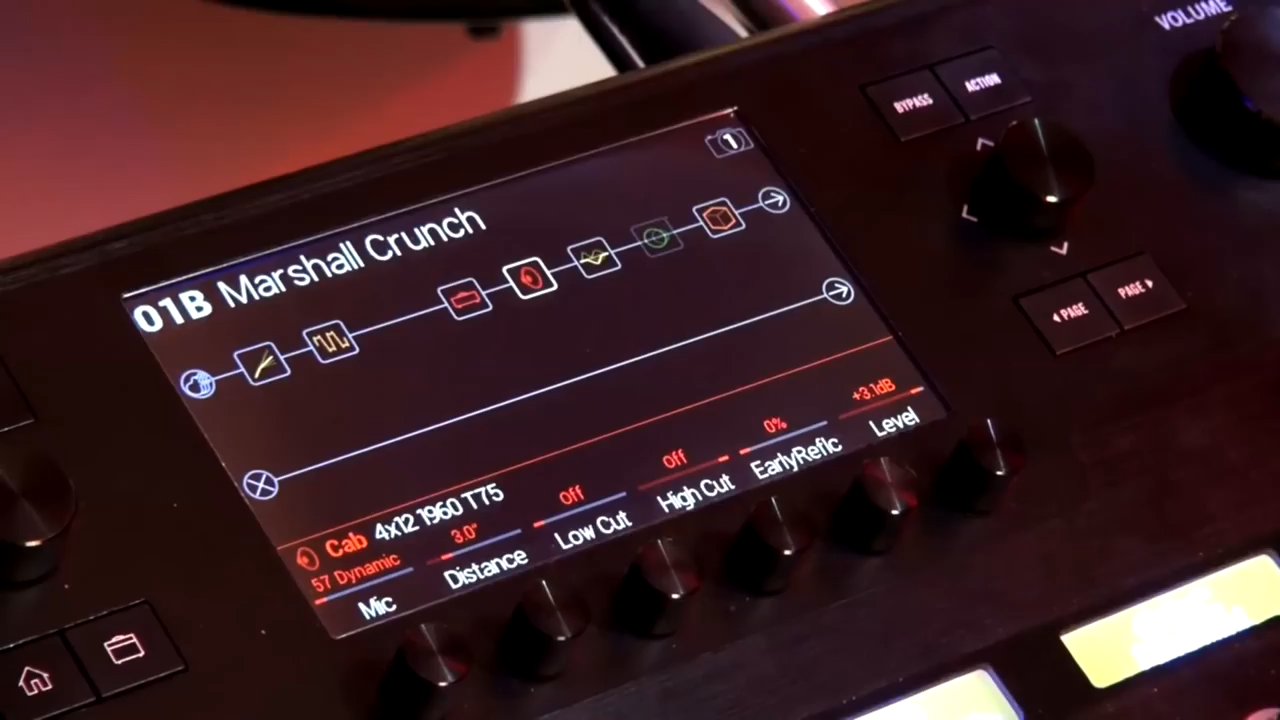 VOLUME
BYPASS
ACTION
1
01B Marshall Crunch
PAGE
PAGE
Cab 4x12 1960 T75
57 Dynamic
3.0"
Off
Off
0%
+3.1dB
Mic
Distance
Low Cut
High Cut
EarlyReflc
Level